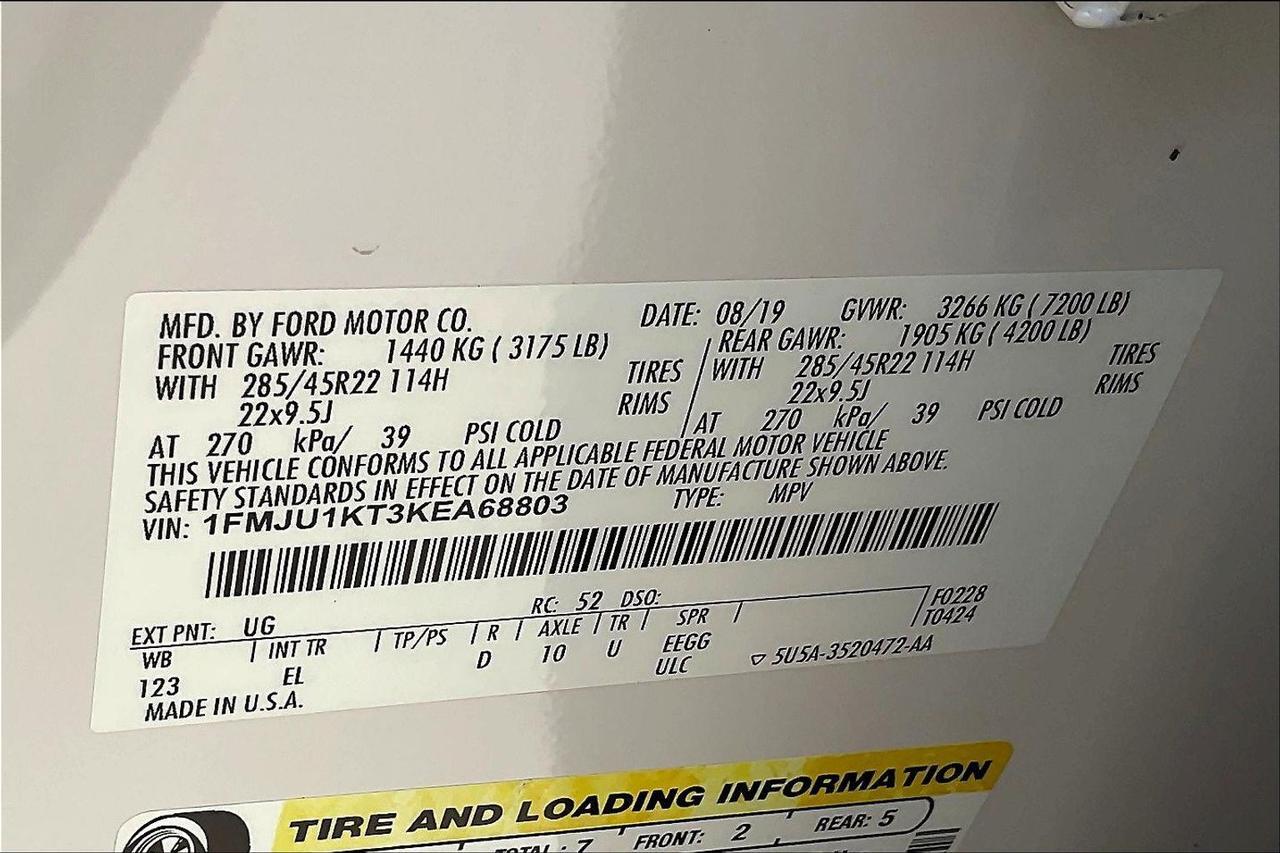 MFD. BY FORD MOTOR CO. DATE: 08/19 GVWR: 3266 KG ( 7200 LB)
FRONT GAWR: 1440 KG ( 3175 LB) REAR GAWR: 1905 KG ( 4200 LB)
WITH 285/45R22 114H TIRES WITH 285/45R22 114H TIRES
22x9.5J RIMS 22x9.5J RIMS
AT 270 kPa/ 39 PSI COLD AT 270 kPa/ 39 PSI COLD
THIS VEHICLE CONFORMS TO ALL APPLICABLE FEDERAL MOTOR VEHICLE
SAFETY STANDARDS IN EFFECT ON THE DATE OF MANUFACTURE SHOWN ABOVE.
VIN: 1FMJU1KT3KEA68803 TYPE: MPV
EXT PNT: UG RC: 52 DSO: F0228
WB INT TR TP/PS R AXLE TR SPR T0424
123 EL D 10 U EEGG
ULC ▽ 5U5A-3520472-AA
MADE IN U.S.A.
TIRE AND LOADING INFORMATION
TOTAL : 7 FRONT: 2 REAR: 5